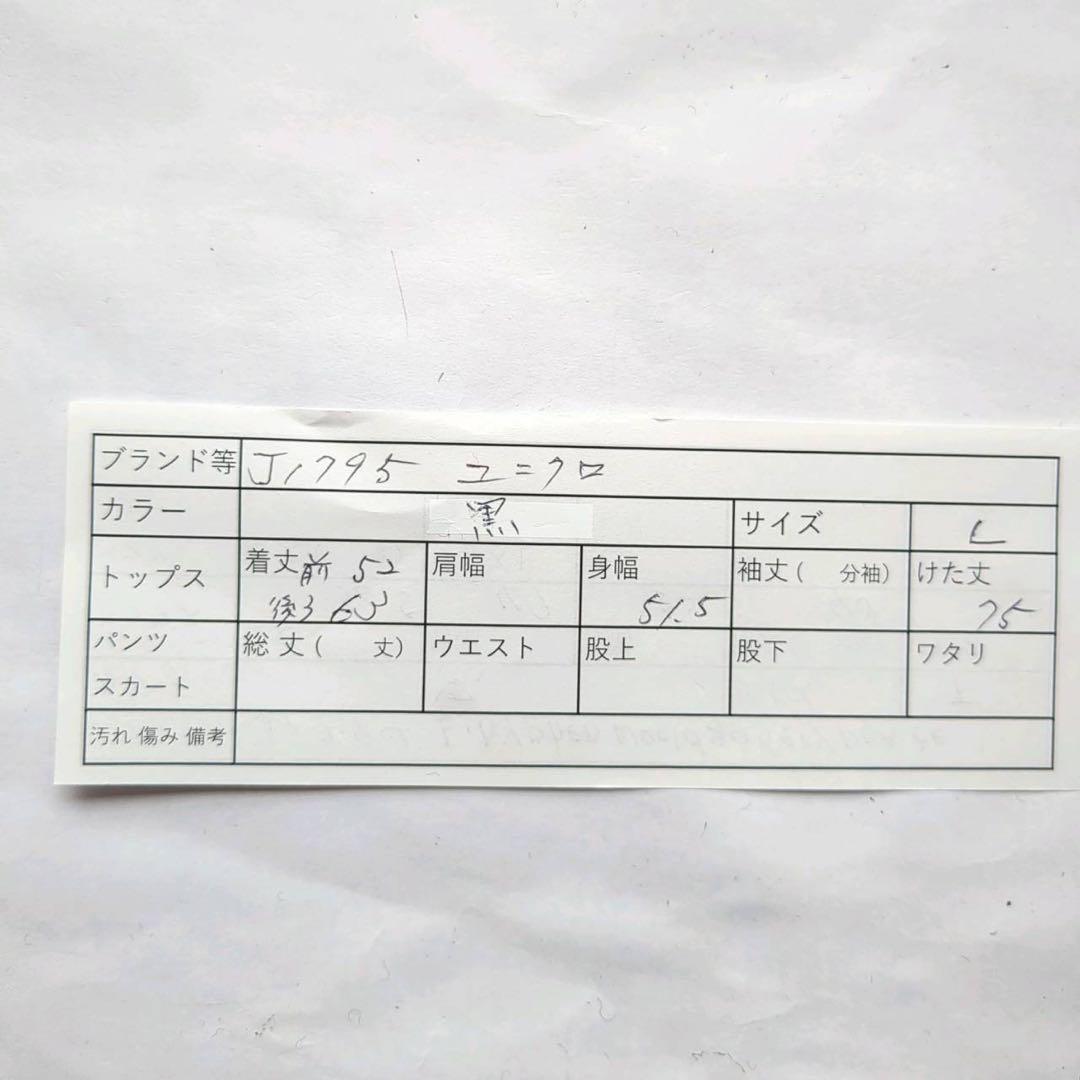 ブランド等 J1795 ユニクロ
カラー 黒 サイズ L
トップス 着丈前 52 肩幅 身幅 袖丈( 分袖) けた丈
後ろ 63 51.5 75
パンツ 総丈( 丈) ウエスト 股上 股下 ワタリ
スカート
汚れ 傷み 備考